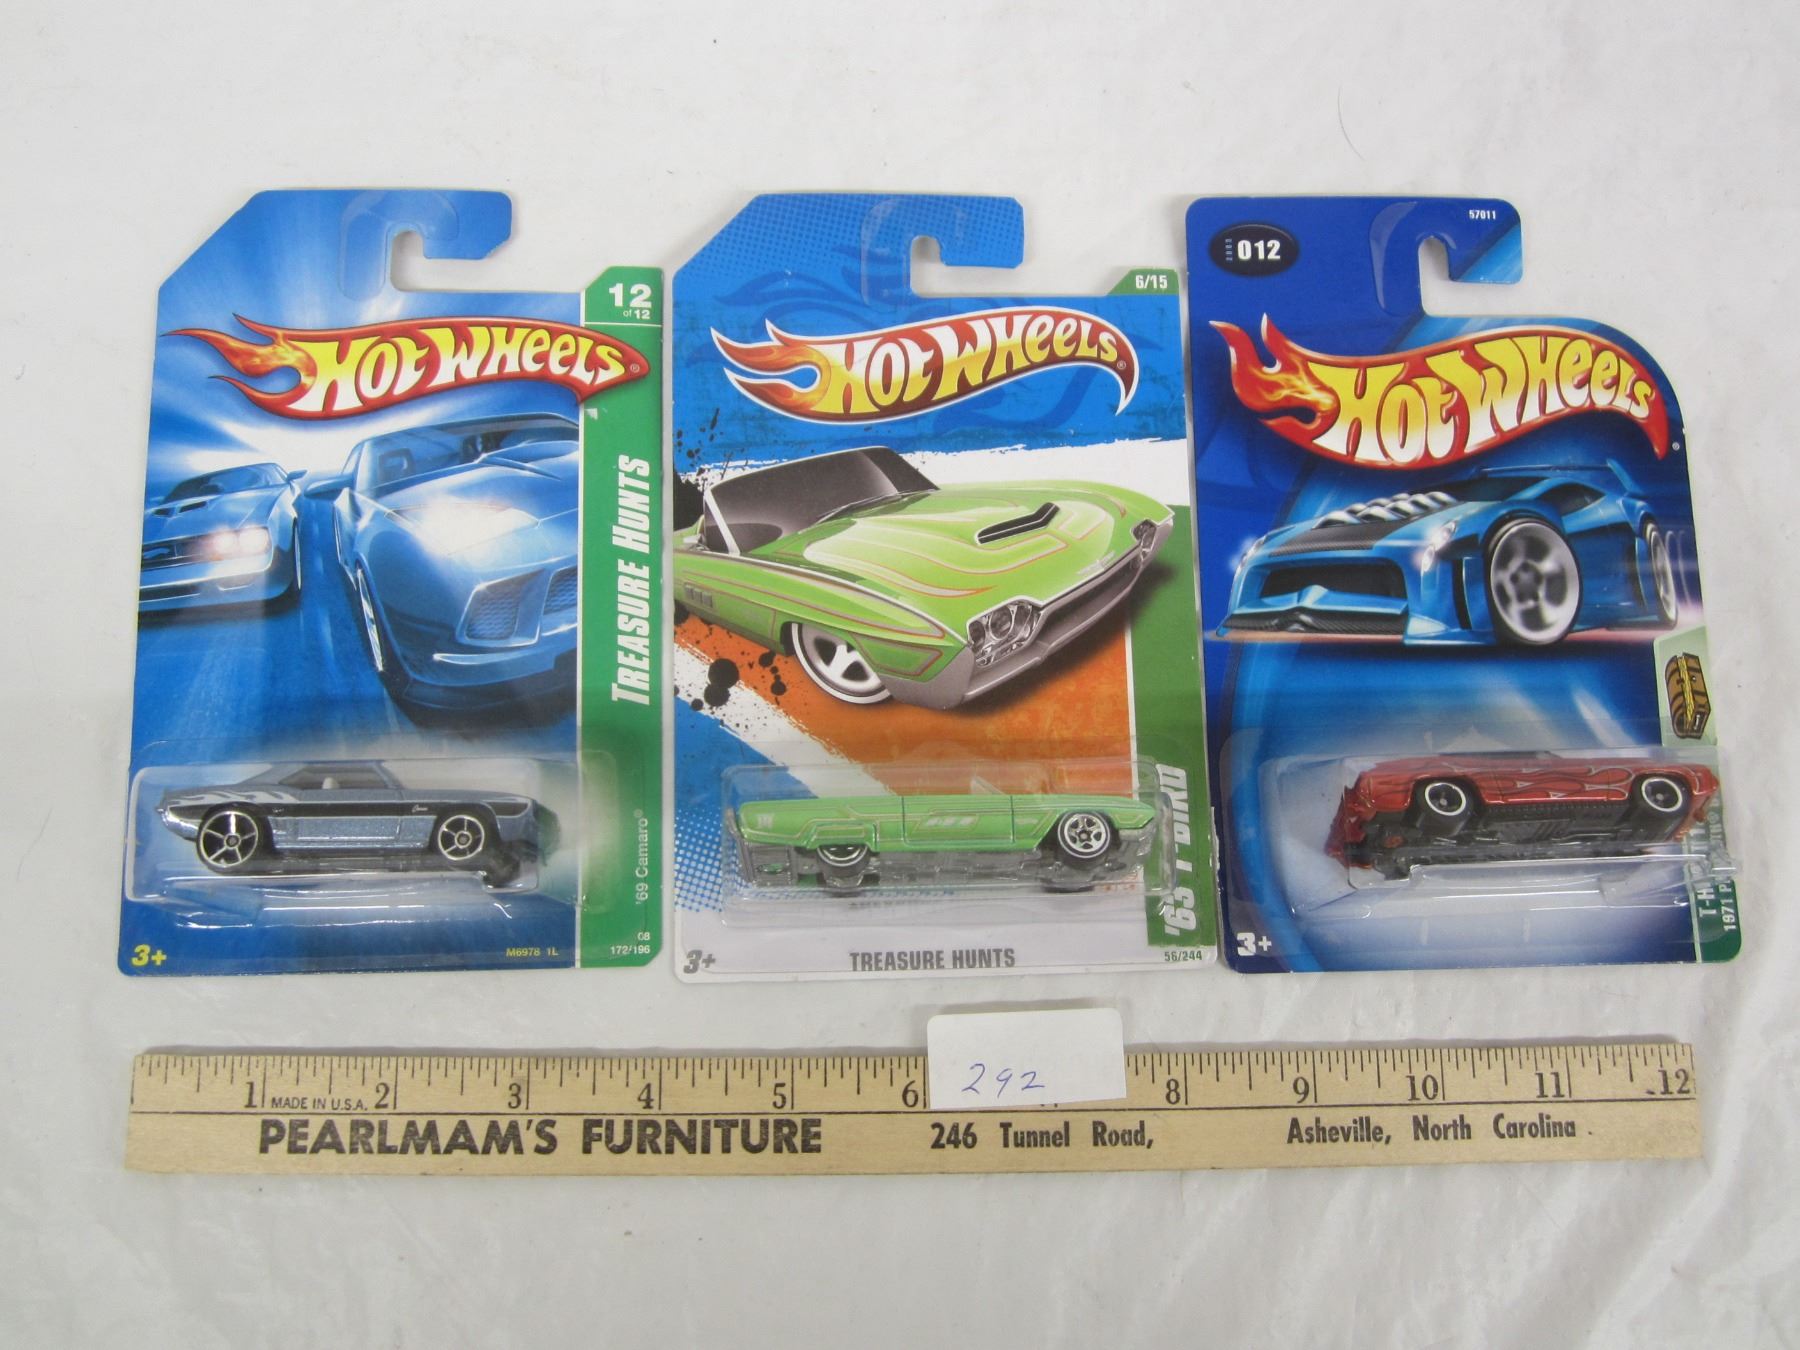 12
of 12
HOT WHEELS®
TREASURE HUNTS
'69 Camaro®
3+
M6978 1L
08
172/196
6/15
HOT WHEELS®
'63 T-BIRD
3+
TREASURE HUNTS
56/244
57011
2003 012
HOT WHEELS®
3+
T-H
1971
292
1 2 3 4 5 6 8 9 10 11 12
MADE IN U.S.A.
PEARLMAM'S FURNITURE 246 Tunnel Road, Asheville, North Carolina